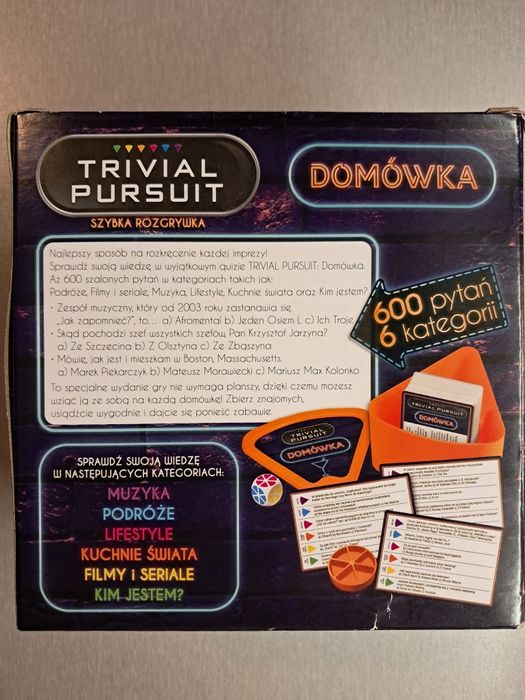 TRIVIAL
PURSUIT
SZYBKA ROZGRYWKA
DOMÓWKA
Najlepszy sposób na rozkręcenie każdej imprezy!
Sprawdź swoją wiedzę w wyjątkowym quizie TRIVIAL PURSUIT: Domówka.
Aż 600 szalonych pytań w kategoriach takich jak:
Podróże, Filmy i seriale, Muzyka, Lifestyle, Kuchnie świata oraz Kim jestem?
• Zespół muzyczny, który od 2003 roku zastanawia się
„Jak zapomnieć?", to... a) Afromental b) Jeden Osiem L c) Ich Troje
• Skąd pochodzi szef wszystkich szefów, Pan Krzysztof Jarzyna?
a) Ze Szczecina b) Z Olsztyna c) Ze Zbąszyna
• Mówię, jak jest i mieszkam w Boston, Massachusetts.
a) Marek Piekarczyk b) Mateusz Morawiecki c) Mariusz Max Kolonko
To specjalne wydanie gry nie wymaga planszy, dzięki czemu możesz
wziąć ją ze sobą na każdą domówkę! Zbierz znajomych,
usiądźcie wygodnie i dajcie się ponieść zabawie.
600 pytań
6 kategorii
TRIVIAL PURSUIT
DOMÓWKA
TRIVIAL
PURSUIT
DOMÓWKA
SPRAWDŹ SWOJĄ WIEDZĘ
W NASTĘPUJĄCYCH KATEGORIACH:
MUZYKA
PODRÓŻE
LIFESTYLE
KUCHNIE ŚWIATA
FILMY i SERIALE
KIM JESTEM?